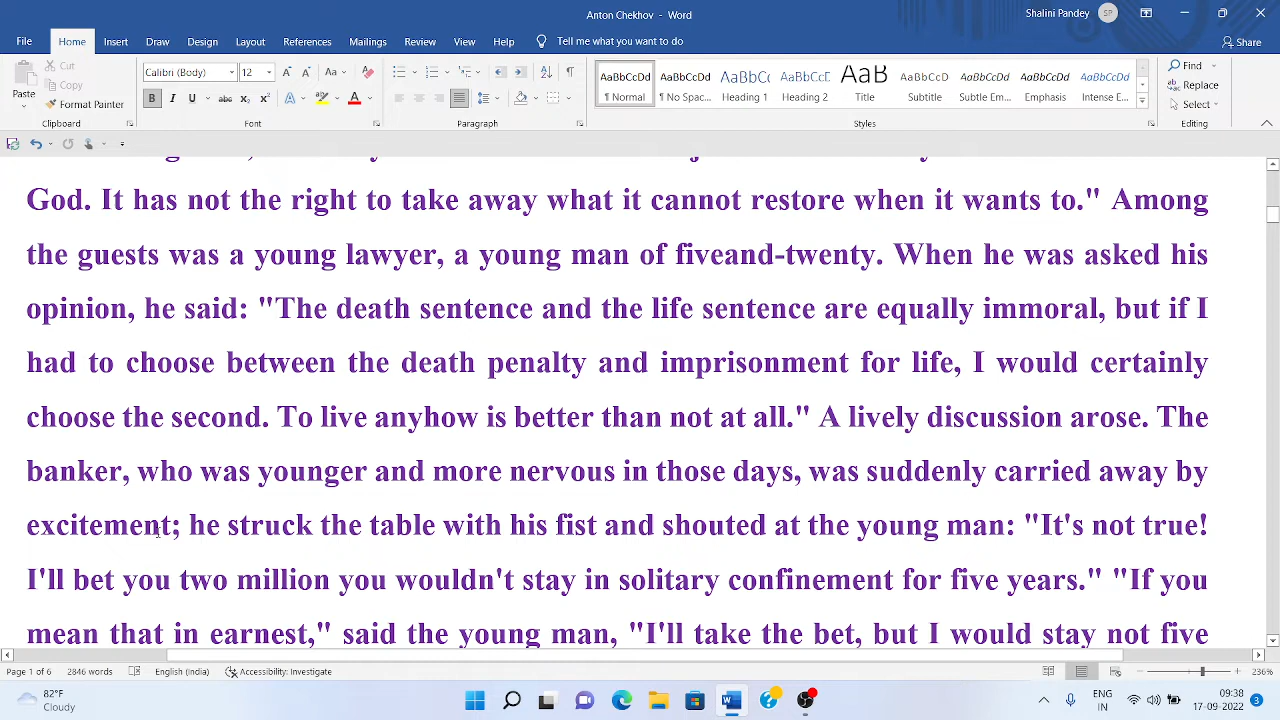 Anton Chekhov - Word
Shalini Pandey SP
File Home Insert Draw Design Layout References Mailings Review View Help Tell me what you want to do Share
Paste Cut Copy Format Painter
Calibri (Body) 12
AaBbCcDd AaBbCcDd AaBbCc AaBbCcE AaB AaBbCcD AaBbCcDd AaBbCcDd AaBbCcDd
¶ Normal ¶ No Spac... Heading 1 Heading 2 Title Subtitle Subtle Em... Emphasis Intense E...
Find Replace Select
Clipboard Font Paragraph Styles Editing
God. It has not the right to take away what it cannot restore when it wants to." Among
the guests was a young lawyer, a young man of fiveand-twenty. When he was asked his
opinion, he said: "The death sentence and the life sentence are equally immoral, but if I
had to choose between the death penalty and imprisonment for life, I would certainly
choose the second. To live anyhow is better than not at all." A lively discussion arose. The
banker, who was younger and more nervous in those days, was suddenly carried away by
excitement; he struck the table with his fist and shouted at the young man: "It's not true!
I'll bet you two million you wouldn't stay in solitary confinement for five years." "If you
mean that in earnest," said the young man, "I'll take the bet, but I would stay not five
Page 1 of 6 2846 words English (India) Accessibility: Investigate 236%
82°F
Cloudy
ENG
IN
09:38
17-09-2022
3